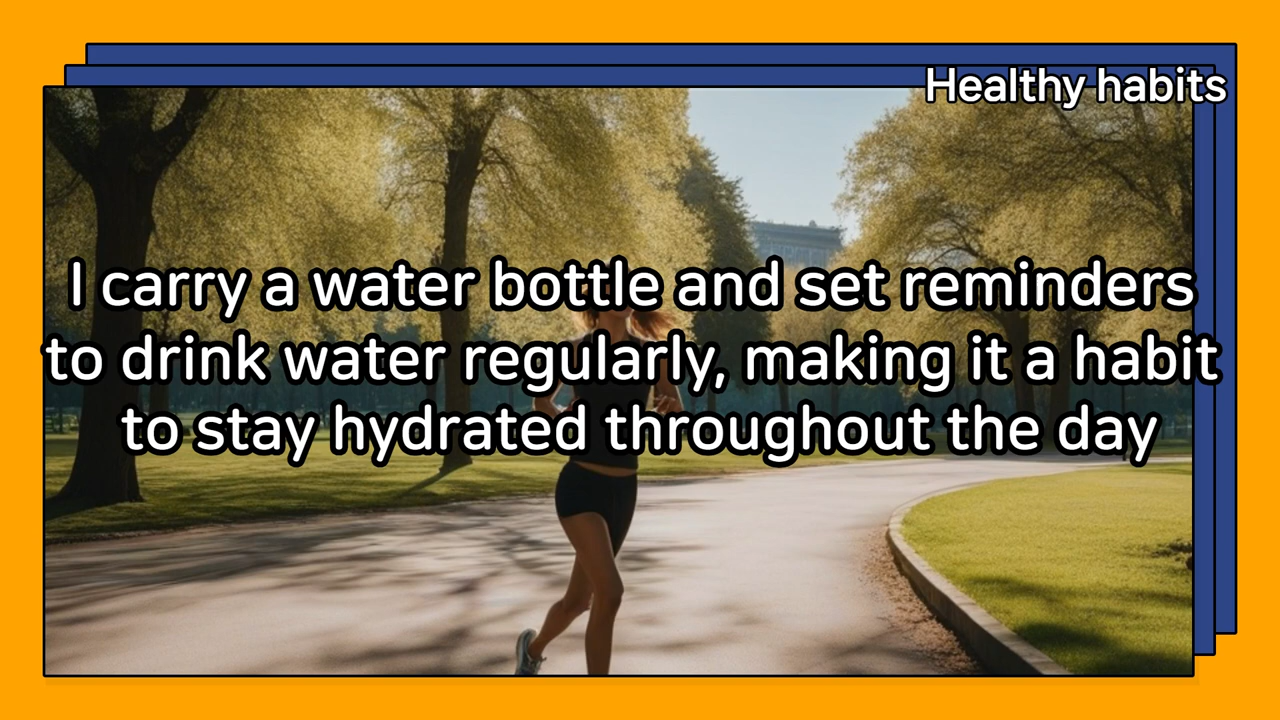 Healthy habits
I carry a water bottle and set reminders
to drink water regularly, making it a habit
to stay hydrated throughout the day